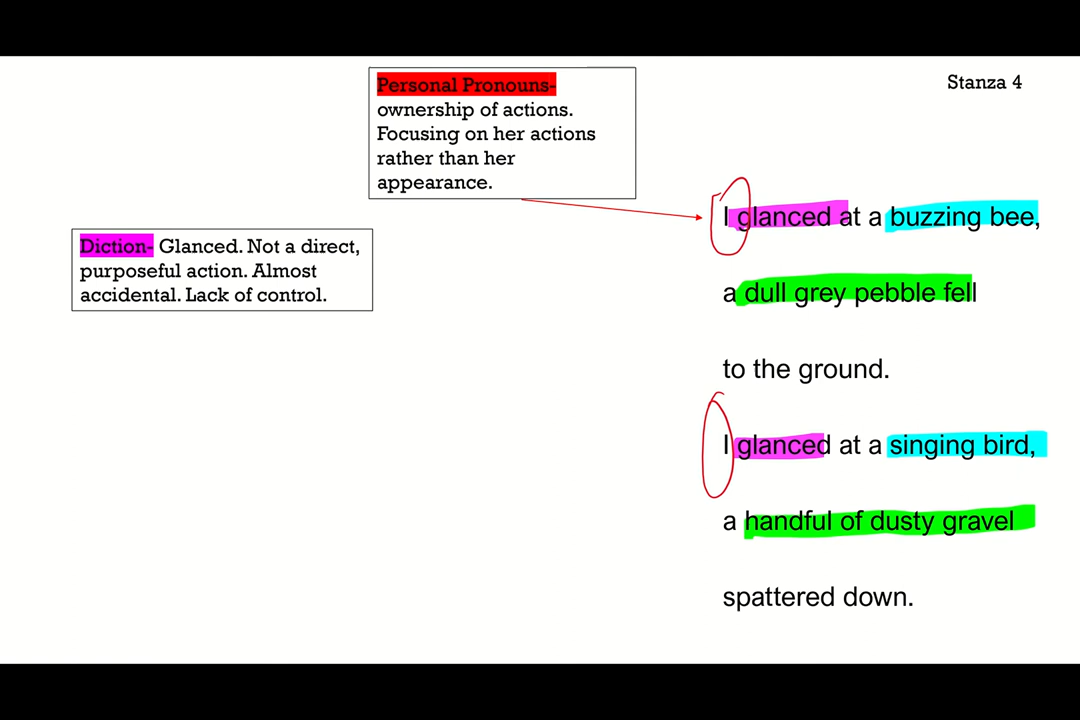 Personal Pronouns-
ownership of actions.
Focusing on her actions
rather than her
appearance.
Stanza 4
Diction- Glanced. Not a direct,
purposeful action. Almost
accidental. Lack of control.
I glanced at a buzzing bee,
a dull grey pebble fell
to the ground.
I glanced at a singing bird,
a handful of dusty gravel
spattered down.